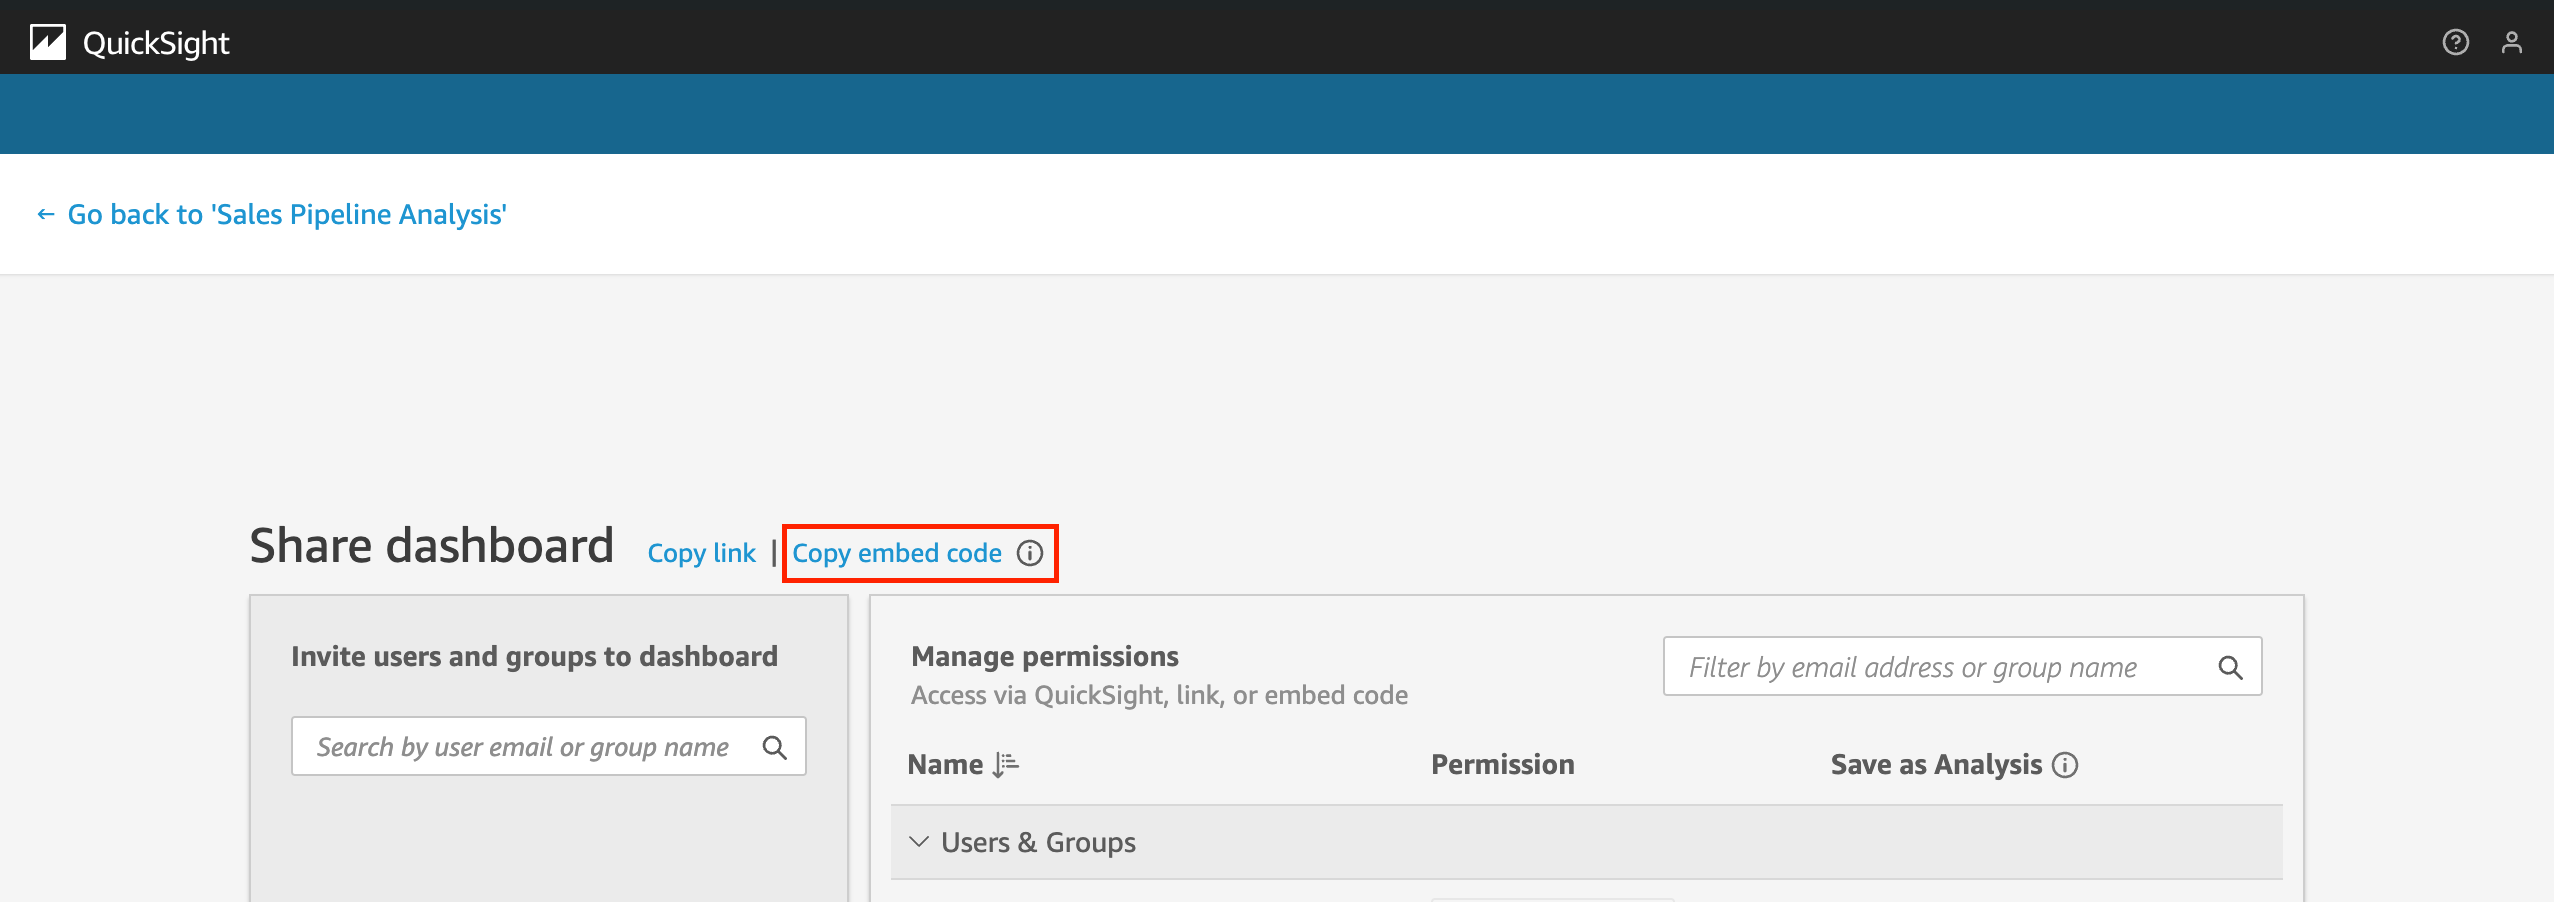 QuickSight
← Go back to 'Sales Pipeline Analysis'
Share dashboard Copy link | Copy embed code
Invite users and groups to dashboard
Search by user email or group name
Manage permissions
Access via QuickSight, link, or embed code
Filter by email address or group name
Name Permission Save as Analysis
Users & Groups